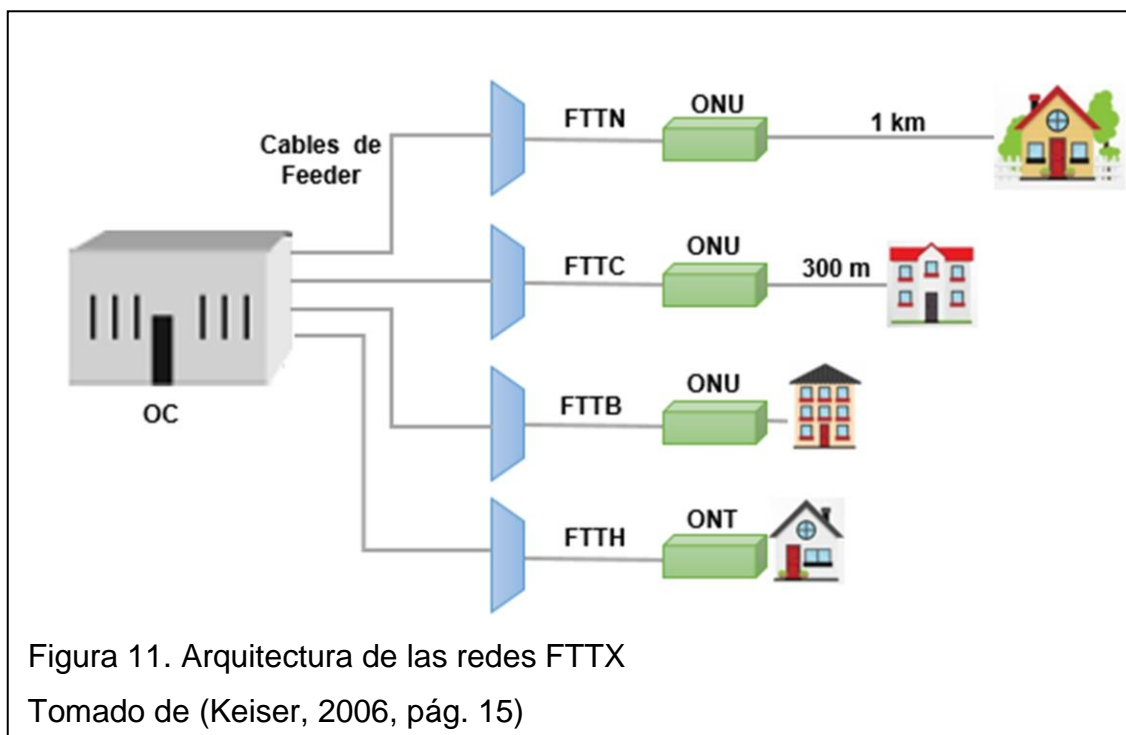 FTTN
ONU
1 km
Cables de
Feeder
FTTC
ONU
300 m
OC
FTTB
ONU
FTTH
ONT
Figura 11. Arquitectura de las redes FTTX
Tomado de (Keiser, 2006, pág. 15)